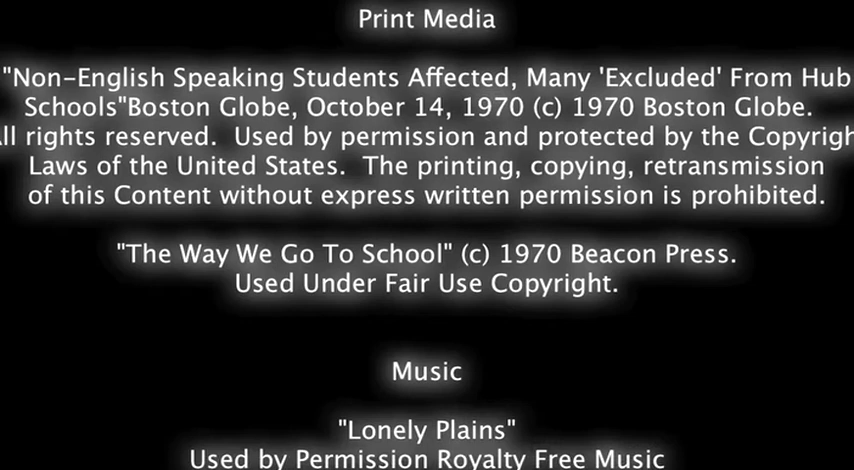 Print Media
"Non-English Speaking Students Affected, Many 'Excluded' From Hub
Schools"Boston Globe, October 14, 1970 (c) 1970 Boston Globe.
All rights reserved.  Used by permission and protected by the Copyright
Laws of the United States.  The printing, copying, retransmission
of this Content without express written permission is prohibited.
"The Way We Go To School" (c) 1970 Beacon Press.
Used Under Fair Use Copyright.
Music
"Lonely Plains"
Used by Permission Royalty Free Music